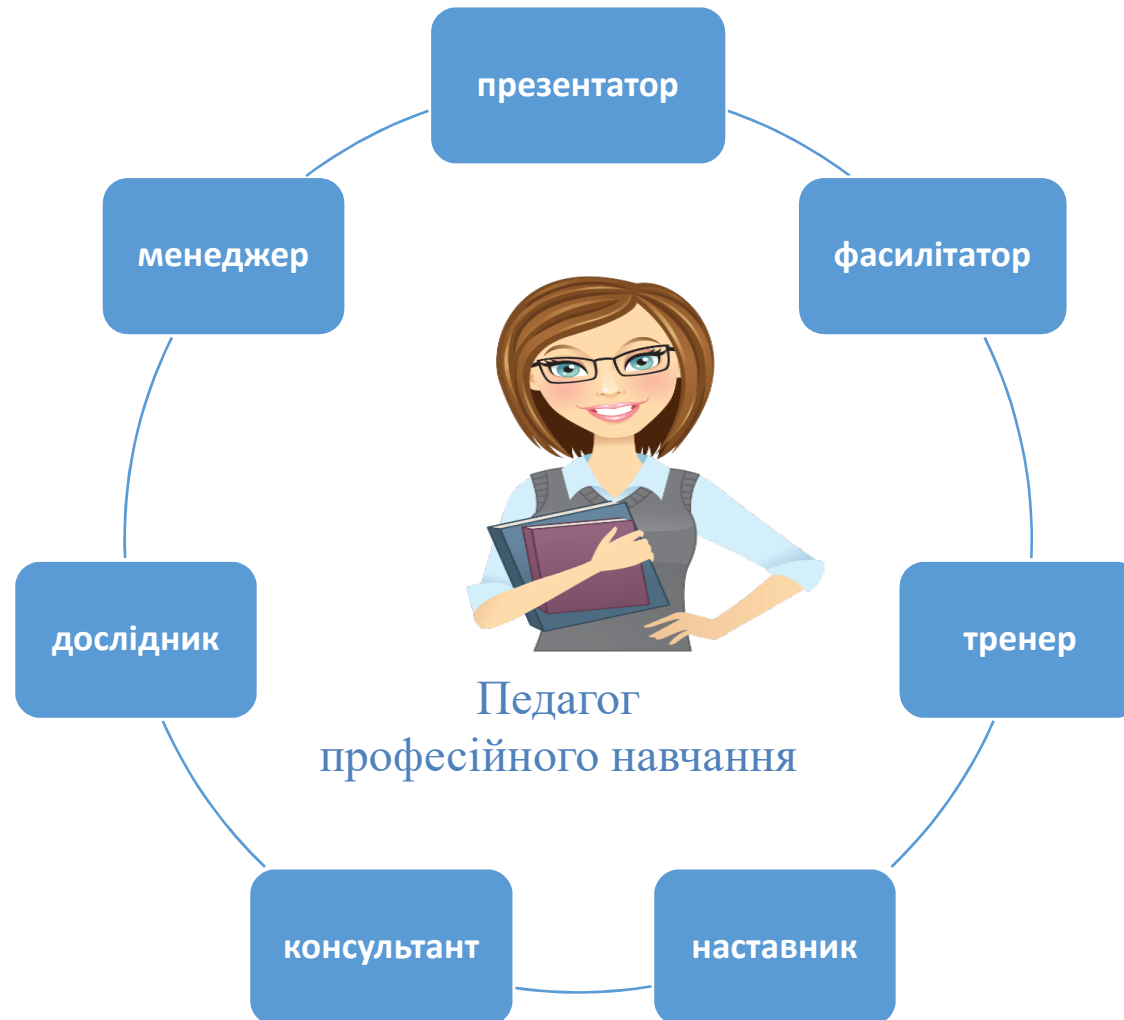 презентатор
фасилітатор
тренер
наставник
консультант
дослідник
менеджер
Педагог
професійного навчання